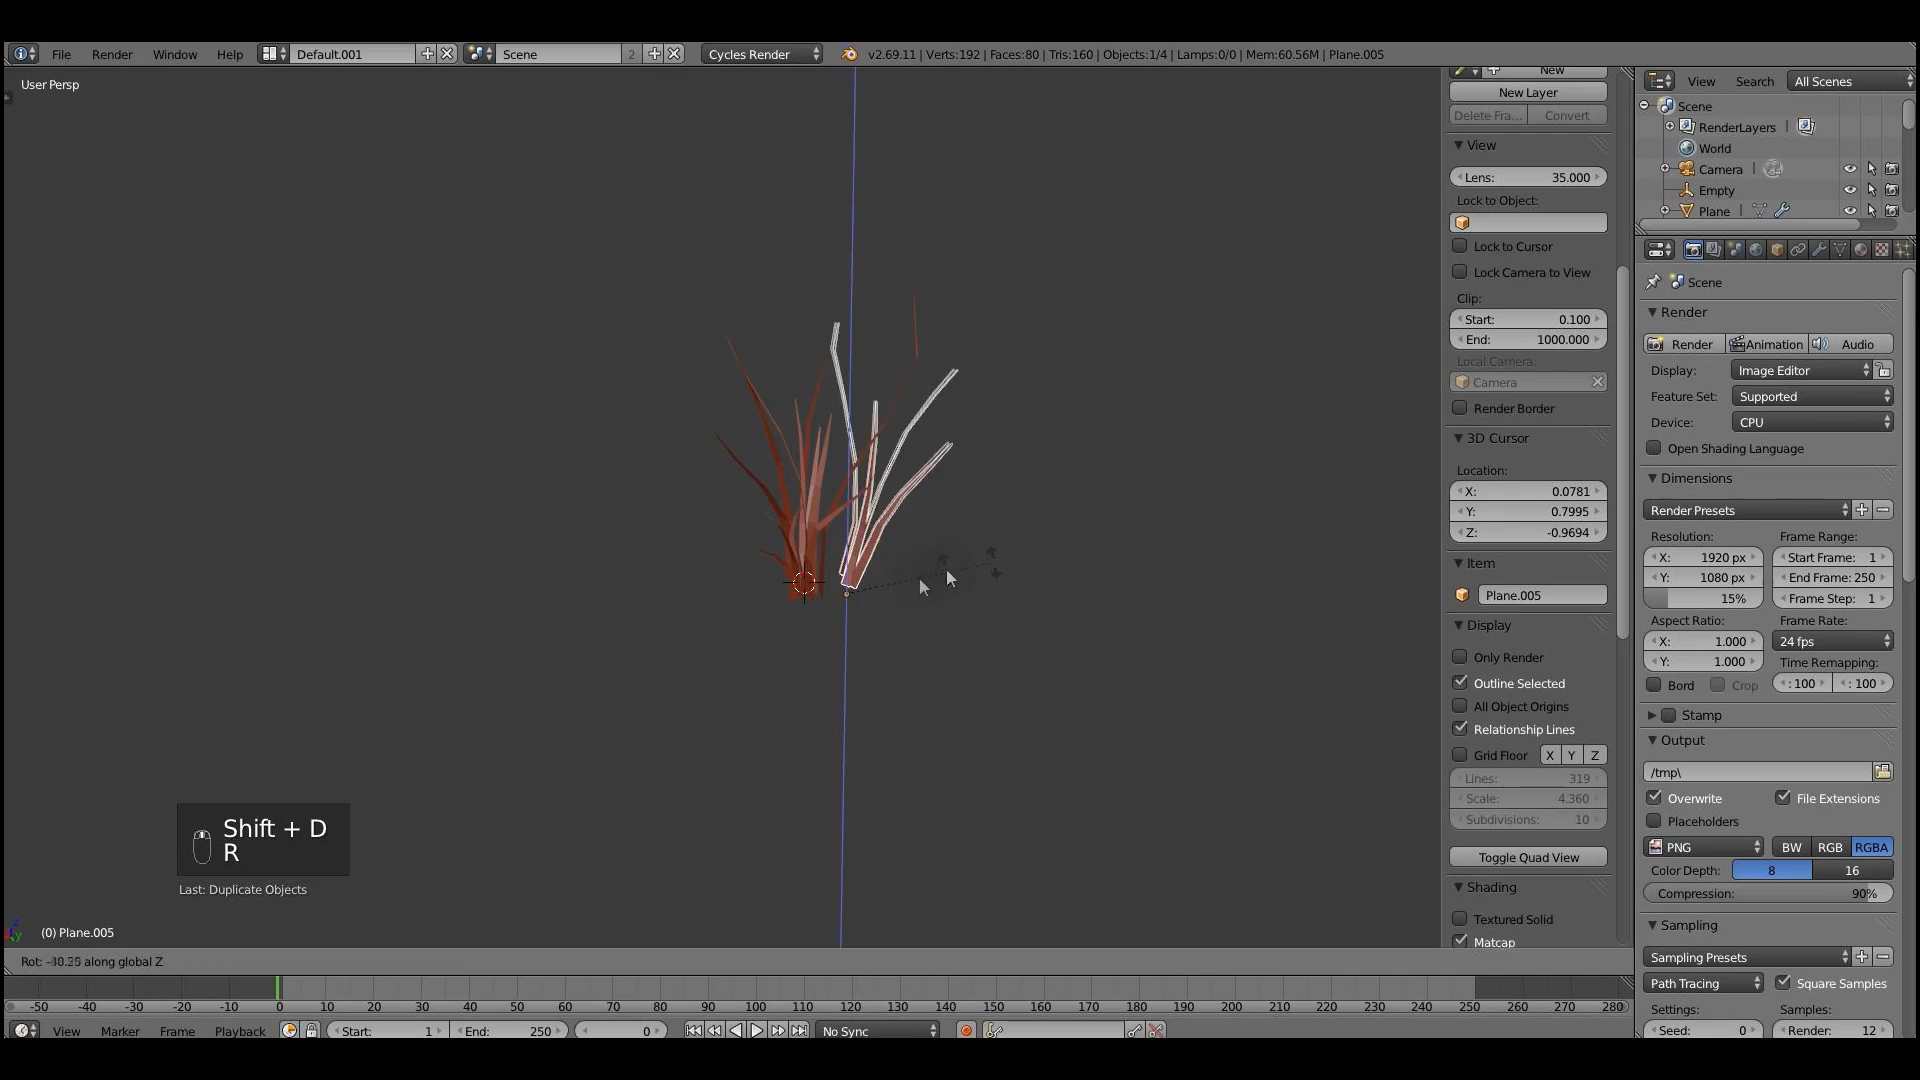 File Render Window Help Default.001 Scene 2 Cycles Render v2.69.11 | Verts:192 | Faces:80 | Tris:160 | Objects:1/4 | Lamps:0/0 | Mem:60.56M | Plane.005
User Persp
New
New Layer
Delete Fra... Convert
View
Lens: 35.000
Lock to Object:
Lock to Cursor
Lock Camera to View
Clip:
Start: 0.100
End: 1000.000
Local Camera:
Camera
Render Border
3D Cursor
Location:
X: 0.0781
Y: 0.7995
Z: -0.9694
Item
Plane.005
Display
Only Render
Outline Selected
All Object Origins
Relationship Lines
Grid Floor X Y Z
Lines: 319
Scale: 4.360
Subdivisions: 10
Toggle Quad View
Shading
Textured Solid
Matcap
View Search All Scenes
Scene
RenderLayers
World
Camera
Empty
Plane
Scene
Render
Render Animation Audio
Display: Image Editor
Feature Set: Supported
Device: CPU
Open Shading Language
Dimensions
Render Presets
Resolution: Frame Range:
X: 1920 px Start Frame: 1
Y: 1080 px End Frame: 250
15% Frame Step: 1
Aspect Ratio: Frame Rate:
X: 1.000 24 fps
Y: 1.000 Time Remapping:
Bord Crop : 100 : 100
Stamp
Output
/tmp\
Overwrite File Extensions
Placeholders
PNG BW RGB RGBA
Color Depth: 8 16
Compression: 90%
Sampling
Sampling Presets
Path Tracing Square Samples
Settings: Samples:
Seed: 0 Render: 12
Shift + D
R
Last: Duplicate Objects
z
y
(0) Plane.005
Rot: along global Z
-50 -40 -30 -20 -10 0 10 20 30 40 50 60 70 80 90 100 110 120 130 140 150 160 170 180 190 200 210 220 230 240 250 260 270 280
View Marker Frame Playback Start: 1 End: 250 0 No Sync